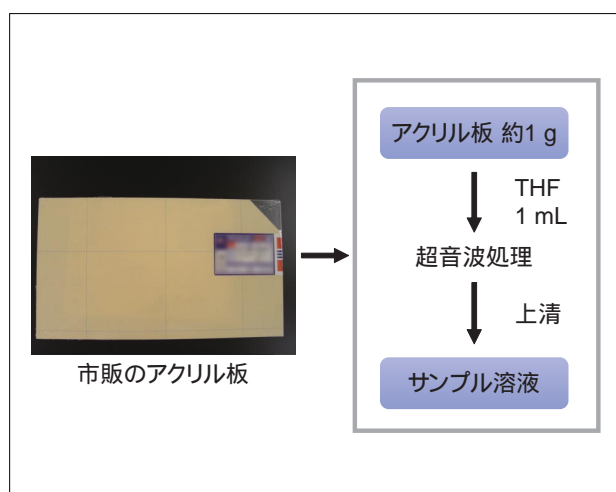 アクリル板 約1 g
THF
1 mL
超音波処理
上清
サンプル溶液
市販のアクリル板